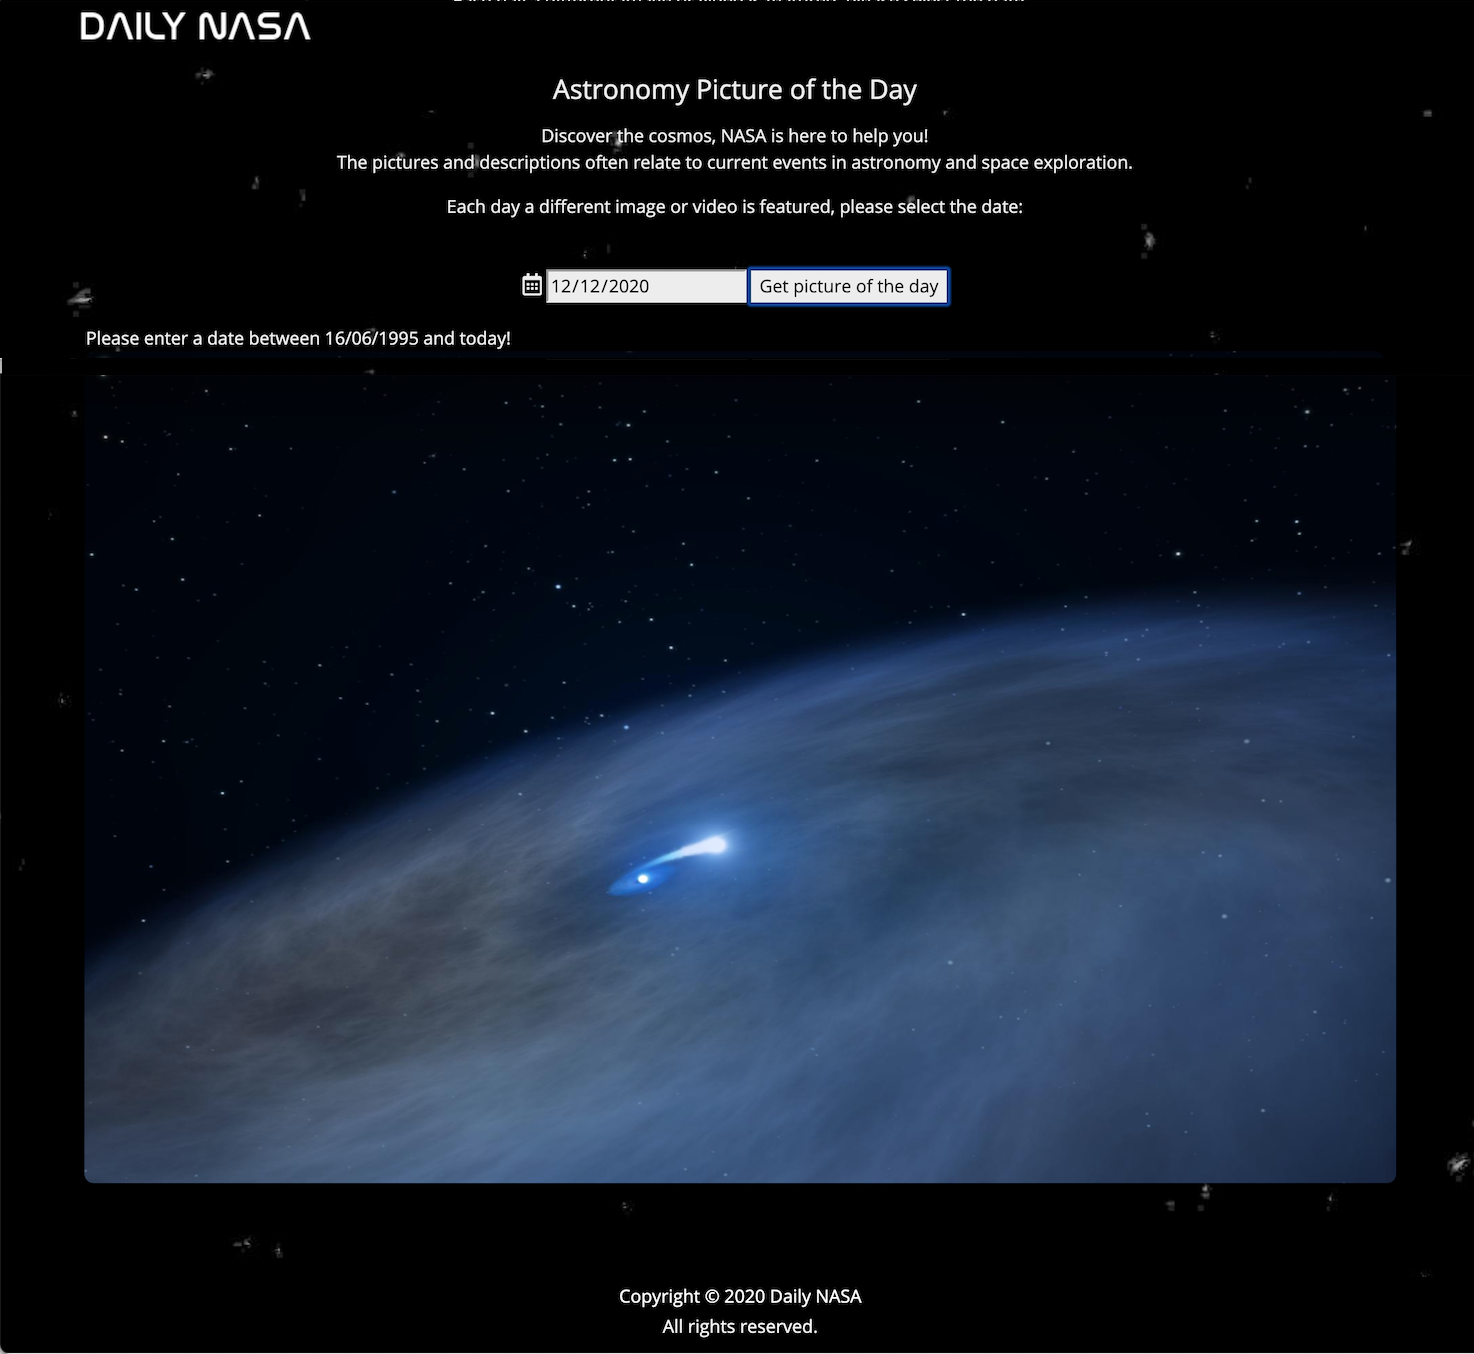 DAILY NASA
Astronomy Picture of the Day
Discover the cosmos, NASA is here to help you!
The pictures and descriptions often relate to current events in astronomy and space exploration.
Each day a different image or video is featured, please select the date:
12/12/2020 Get picture of the day
Please enter a date between 16/06/1995 and today!
Copyright © 2020 Daily NASA
All rights reserved.